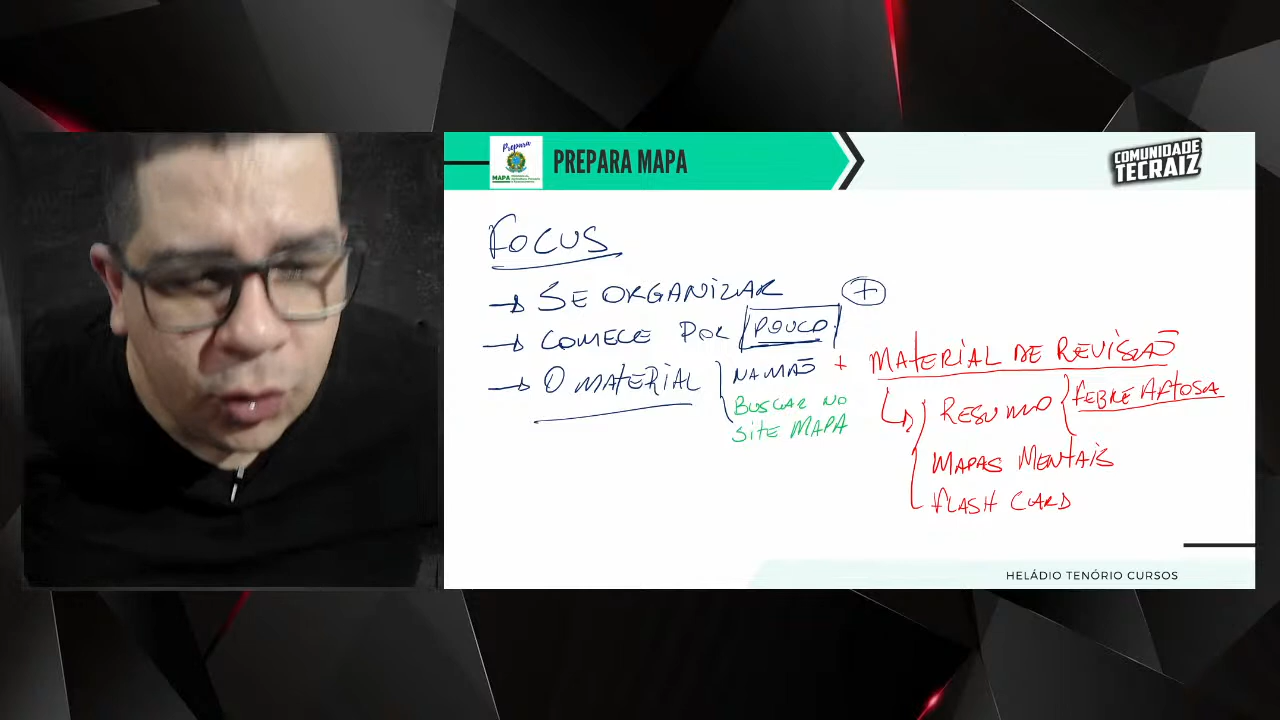 Prepara
MAPA
PREPARA MAPA
COMUNIDADE
TECRAIZ
FOCUS
SE ORGANIZAR +
COMECE POR POUCO
O MATERIAL NA MÃO + MATERIAL DE REVISÃO
BUSCAR NO
SITE MAPA
RESUMO FEBRE AFTOSA
MAPAS MENTAIS
FLASH CARD
HELÁDIO TENÓRIO CURSOS